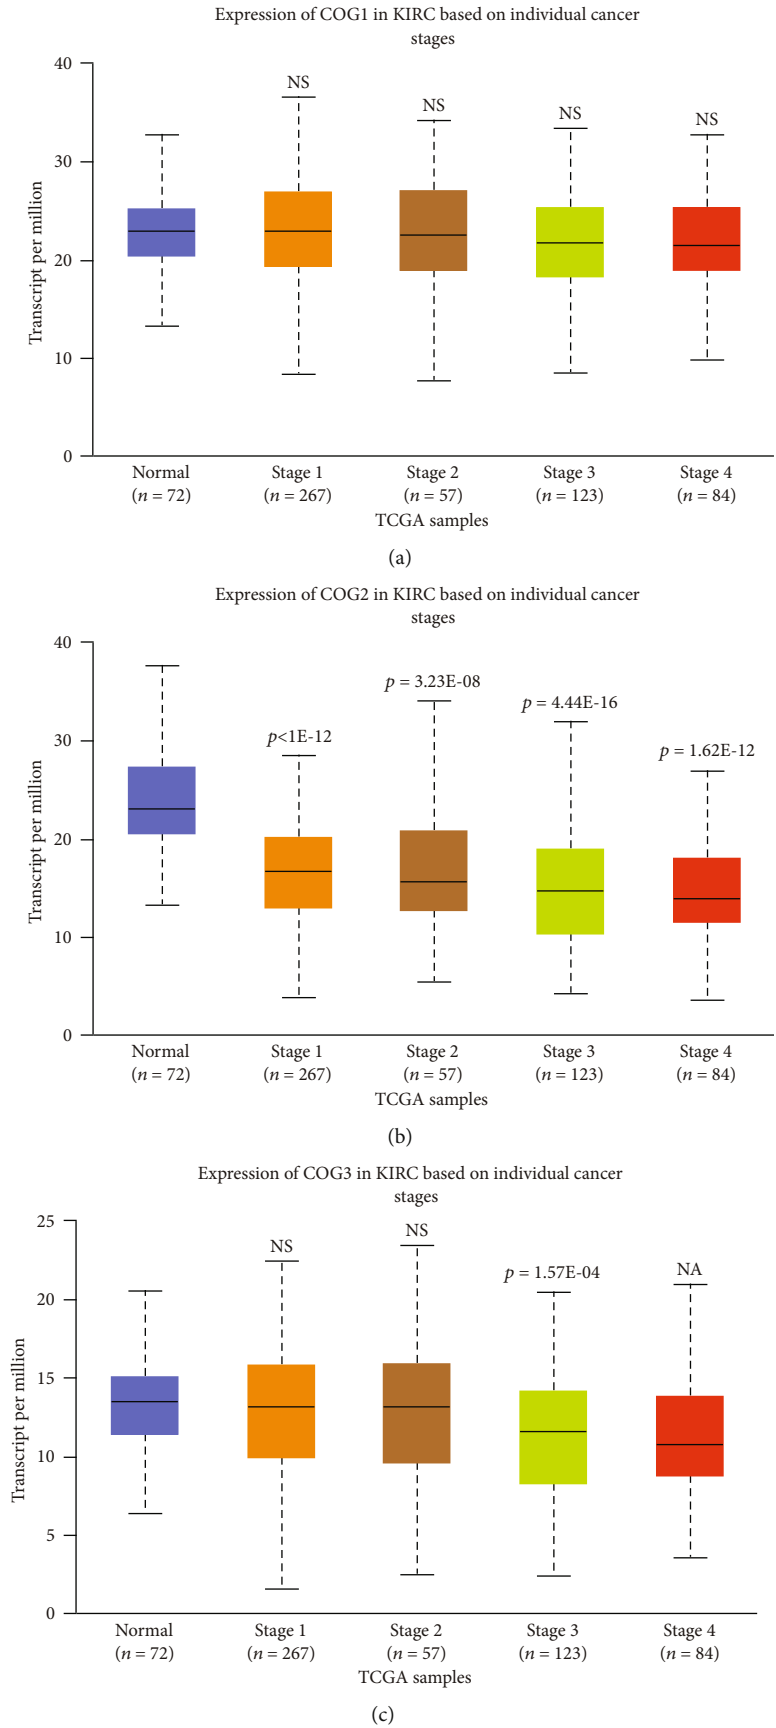 Expression of COG1 in KIRC based on individual cancer
stages
40
30
20
10
0
Transcript per million
NS
NS
NS
NS
Normal
(n = 72)
Stage 1
(n = 267)
Stage 2
(n = 57)
Stage 3
(n = 123)
Stage 4
(n = 84)
TCGA samples
(a)
Expression of COG2 in KIRC based on individual cancer
stages
40
30
20
10
0
Transcript per million
p<1E-12
p = 3.23E-08
p = 4.44E-16
p = 1.62E-12
Normal
(n = 72)
Stage 1
(n = 267)
Stage 2
(n = 57)
Stage 3
(n = 123)
Stage 4
(n = 84)
TCGA samples
(b)
Expression of COG3 in KIRC based on individual cancer
stages
25
20
15
10
5
0
Transcript per million
NS
NS
p = 1.57E-04
NA
Normal
(n = 72)
Stage 1
(n = 267)
Stage 2
(n = 57)
Stage 3
(n = 123)
Stage 4
(n = 84)
TCGA samples
(c)